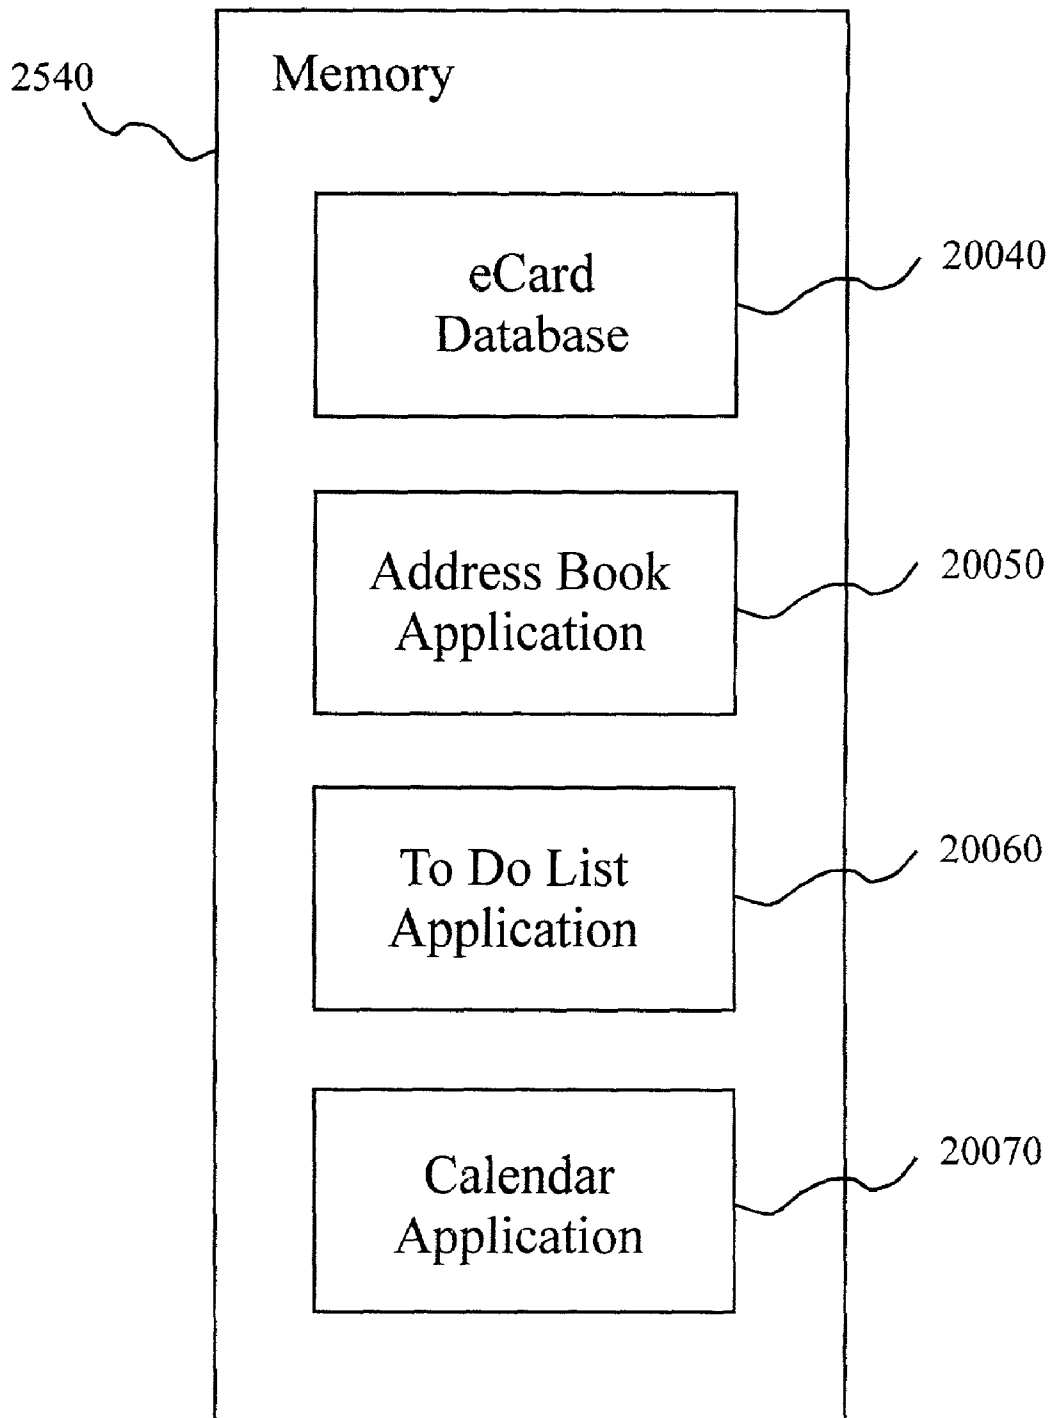 2540
Memory
eCard
Database
20040
Address Book
Application
20050
To Do List
Application
20060
Calendar
Application
20070